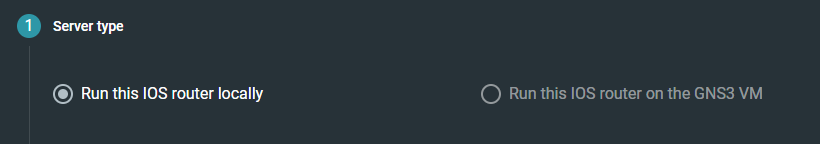 1 Server type
Run this IOS router locally
Run this IOS router on the GNS3 VM